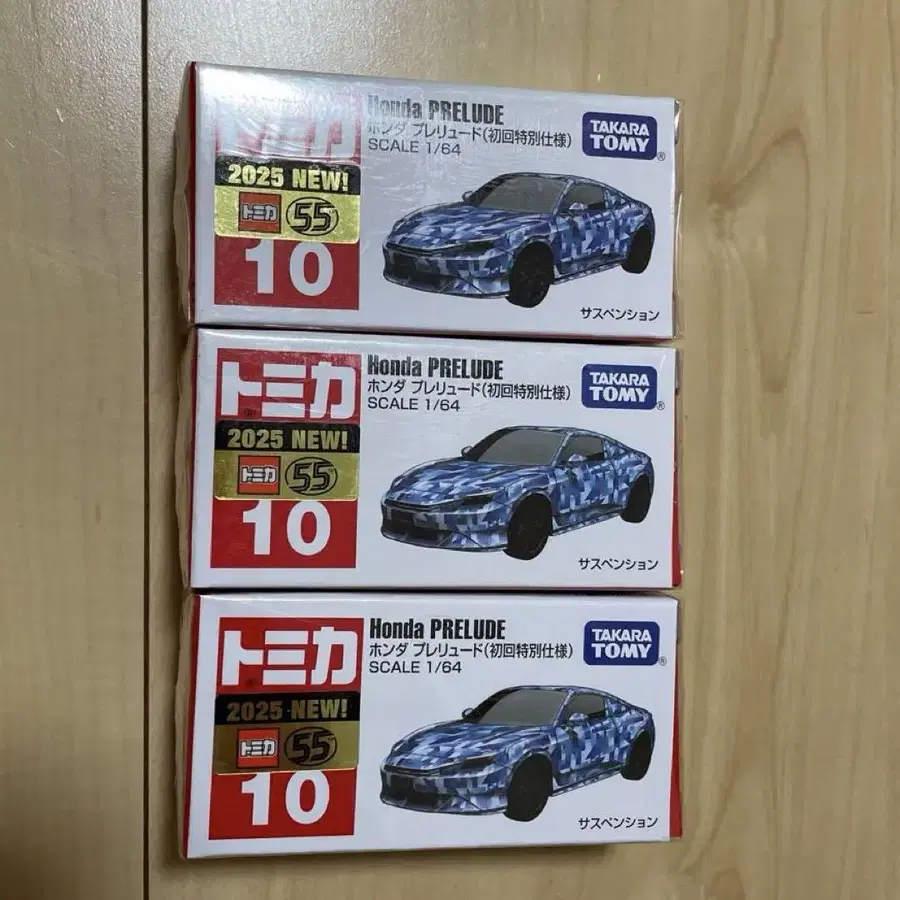 トミカ
2025 NEW!
トミカ 55
10
Honda PRELUDE
ホンダ プレリュード(初回特別仕様)
SCALE 1/64
TAKARA
TOMY®
サスペンション
トミカ
2025 NEW!
トミカ 55
10
Honda PRELUDE
ホンダ プレリュード(初回特別仕様)
SCALE 1/64
TAKARA
TOMY®
サスペンション
トミカ
2025 NEW!
トミカ 55
10
Honda PRELUDE
ホンダ プレリュード(初回特別仕様)
SCALE 1/64
TAKARA
TOMY®
サスペンション